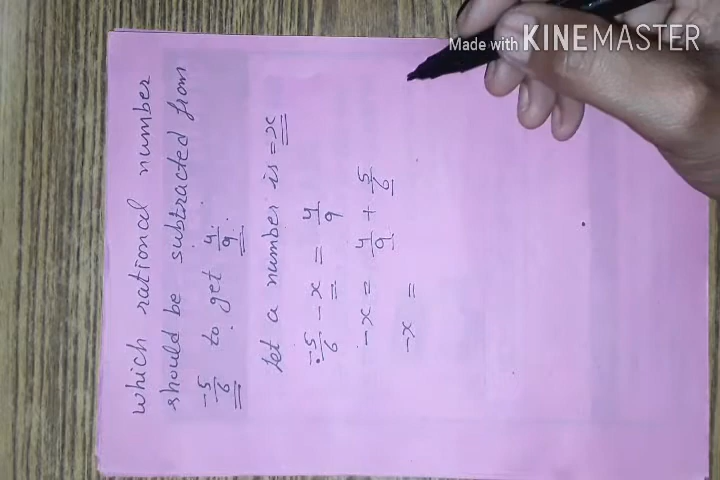 Made with KINEMASTER
which rational number
should be subtracted from
-5/6 to get 4/9.
let a number is = x
-5/6 - x = 4/9
-x = 4/9 + 5/6
-x =